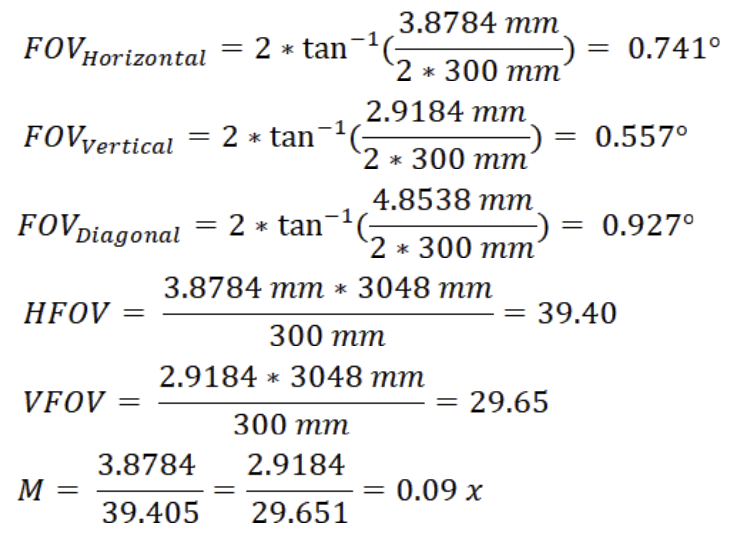 FOV_Horizontal = 2 * tan⁻¹(3.8784 mm / 2 * 300 mm) = 0.741°
FOV_Vertical = 2 * tan⁻¹(2.9184 mm / 2 * 300 mm) = 0.557°
FOV_Diagonal = 2 * tan⁻¹(4.8538 mm / 2 * 300 mm) = 0.927°
HFOV = 3.8784 mm * 3048 mm / 300 mm = 39.40
VFOV = 2.9184 * 3048 mm / 300 mm = 29.65
M = 3.8784 / 39.405 = 2.9184 / 29.651 = 0.09 x